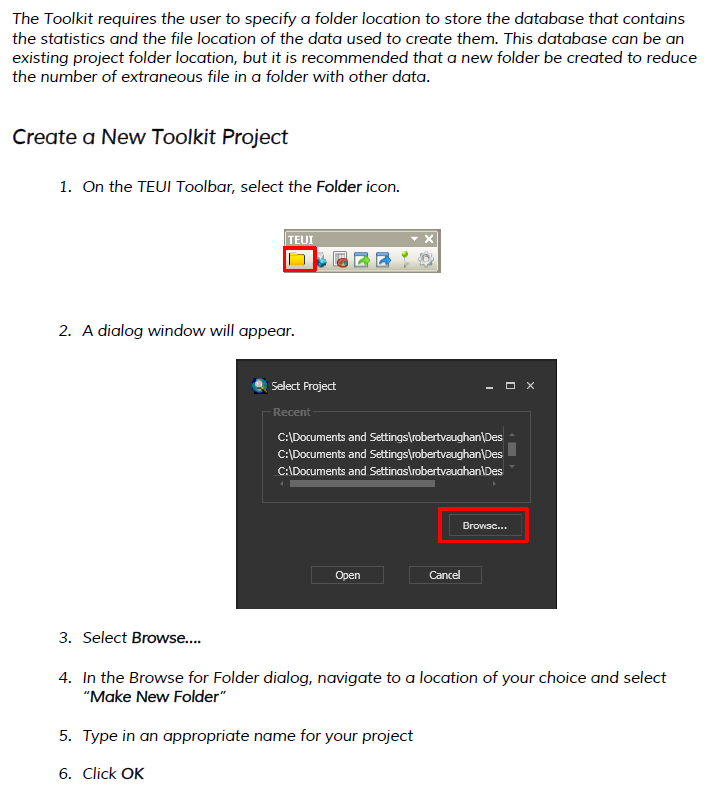 The Toolkit requires the user to specify a folder location to store the database that contains
the statistics and the file location of the data used to create them. This database can be an
existing project folder location, but it is recommended that a new folder be created to reduce
the number of extraneous file in a folder with other data.
Create a New Toolkit Project
1. On the TEUI Toolbar, select the Folder icon.
TEUI
2. A dialog window will appear.
Select Project
Recent
C:\Documents and Settings\robertvaughan\Des
C:\Documents and Settings\robertvaughan\Des
C:\Documents and Settings\robertvaughan\Des
Browse...
Open Cancel
3. Select Browse....
4. In the Browse for Folder dialog, navigate to a location of your choice and select
“Make New Folder”
5. Type in an appropriate name for your project
6. Click OK